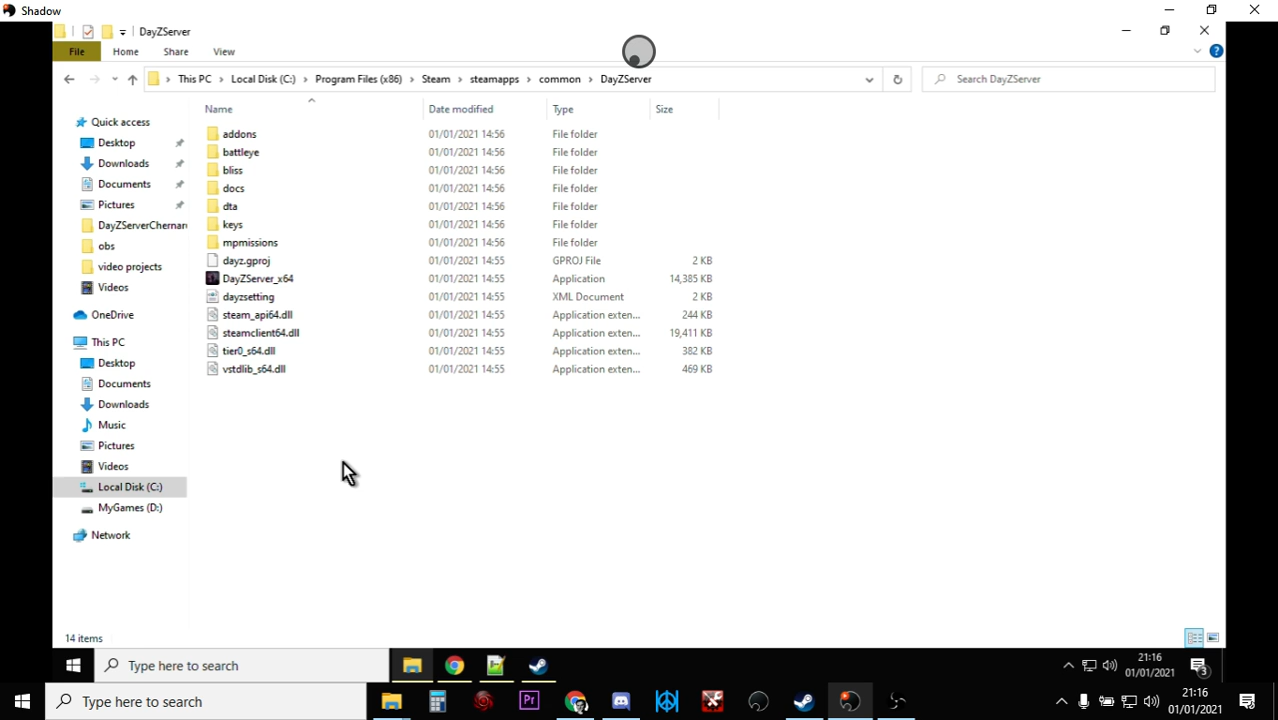 Shadow
DayZServer
File Home Share View
This PC Local Disk (C:) Program Files (x86) Steam steamapps common DayZServer
Search DayZServer
Name Date modified Type Size
Quick access
Desktop
Downloads
Documents
Pictures
DayZServerChernaru
obs
video projects
Videos
OneDrive
This PC
Desktop
Documents
Downloads
Music
Pictures
Videos
Local Disk (C:)
MyGames (D:)
Network
addons 01/01/2021 14:56 File folder
battleye 01/01/2021 14:56 File folder
bliss 01/01/2021 14:56 File folder
docs 01/01/2021 14:56 File folder
dta 01/01/2021 14:56 File folder
keys 01/01/2021 14:56 File folder
mpmissions 01/01/2021 14:56 File folder
dayz.gproj 01/01/2021 14:55 GPROJ File 2 KB
DayZServer_x64 01/01/2021 14:55 Application 14,385 KB
dayzsetting 01/01/2021 14:55 XML Document 2 KB
steam_api64.dll 01/01/2021 14:55 Application exten... 244 KB
steamclient64.dll 01/01/2021 14:55 Application exten... 19,411 KB
tier0_s64.dll 01/01/2021 14:55 Application exten... 382 KB
vstdlib_s64.dll 01/01/2021 14:55 Application exten... 469 KB
14 items
Type here to search
21:16
01/01/2021
3
Type here to search
Pr
21:16
01/01/2021